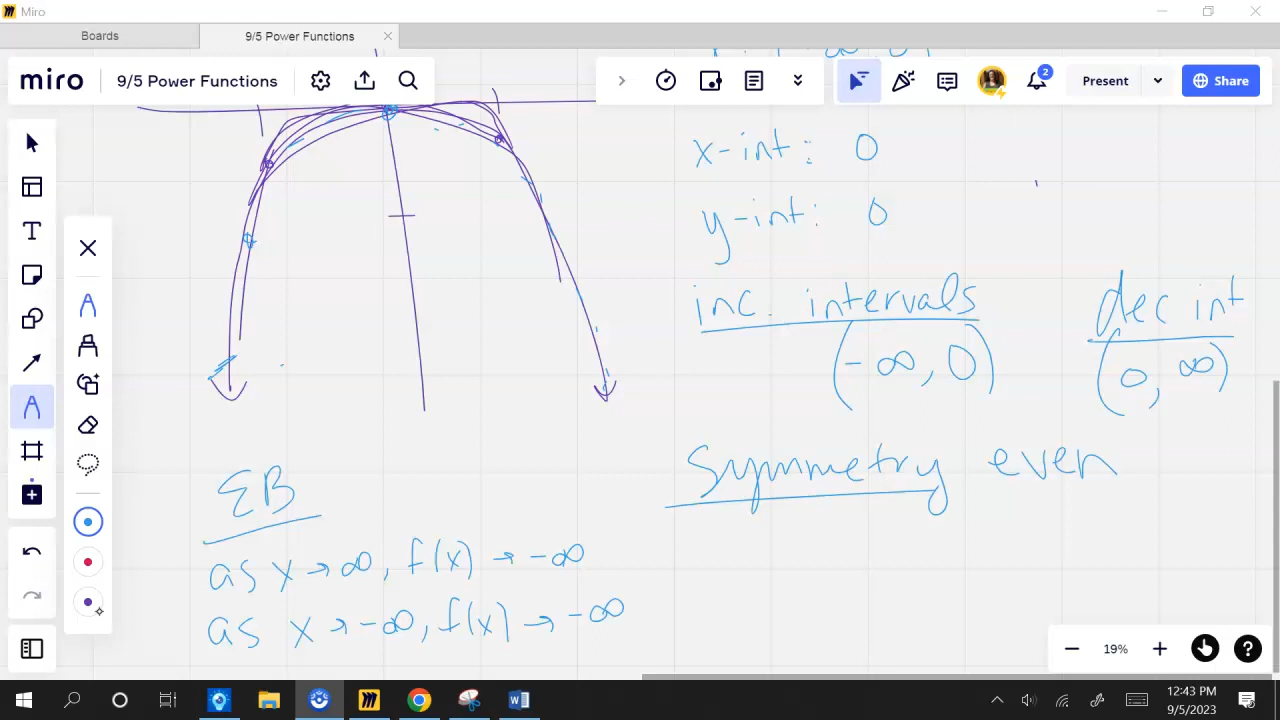 Miro
Boards
9/5 Power Functions
miro
9/5 Power Functions
2
Present
Share
x-int: 0
y-int: 0
inc. intervals
dec int
(-∞, 0)
(0, ∞)
Symmetry even
EB
as x→∞, f(x)→-∞
as x→-∞, f(x)→-∞
19%
12:43 PM
9/5/2023